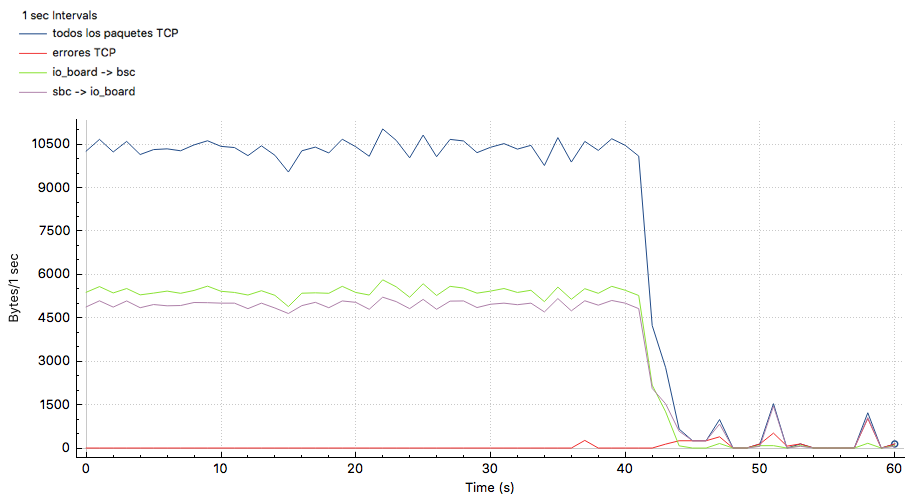 1 sec Intervals
todos los paquetes TCP
errores TCP
io_board -> bsc
sbc -> io_board
10500
9000
7500
6000
4500
3000
1500
0
Bytes/1 sec
0 10 20 30 40 50 60
Time (s)